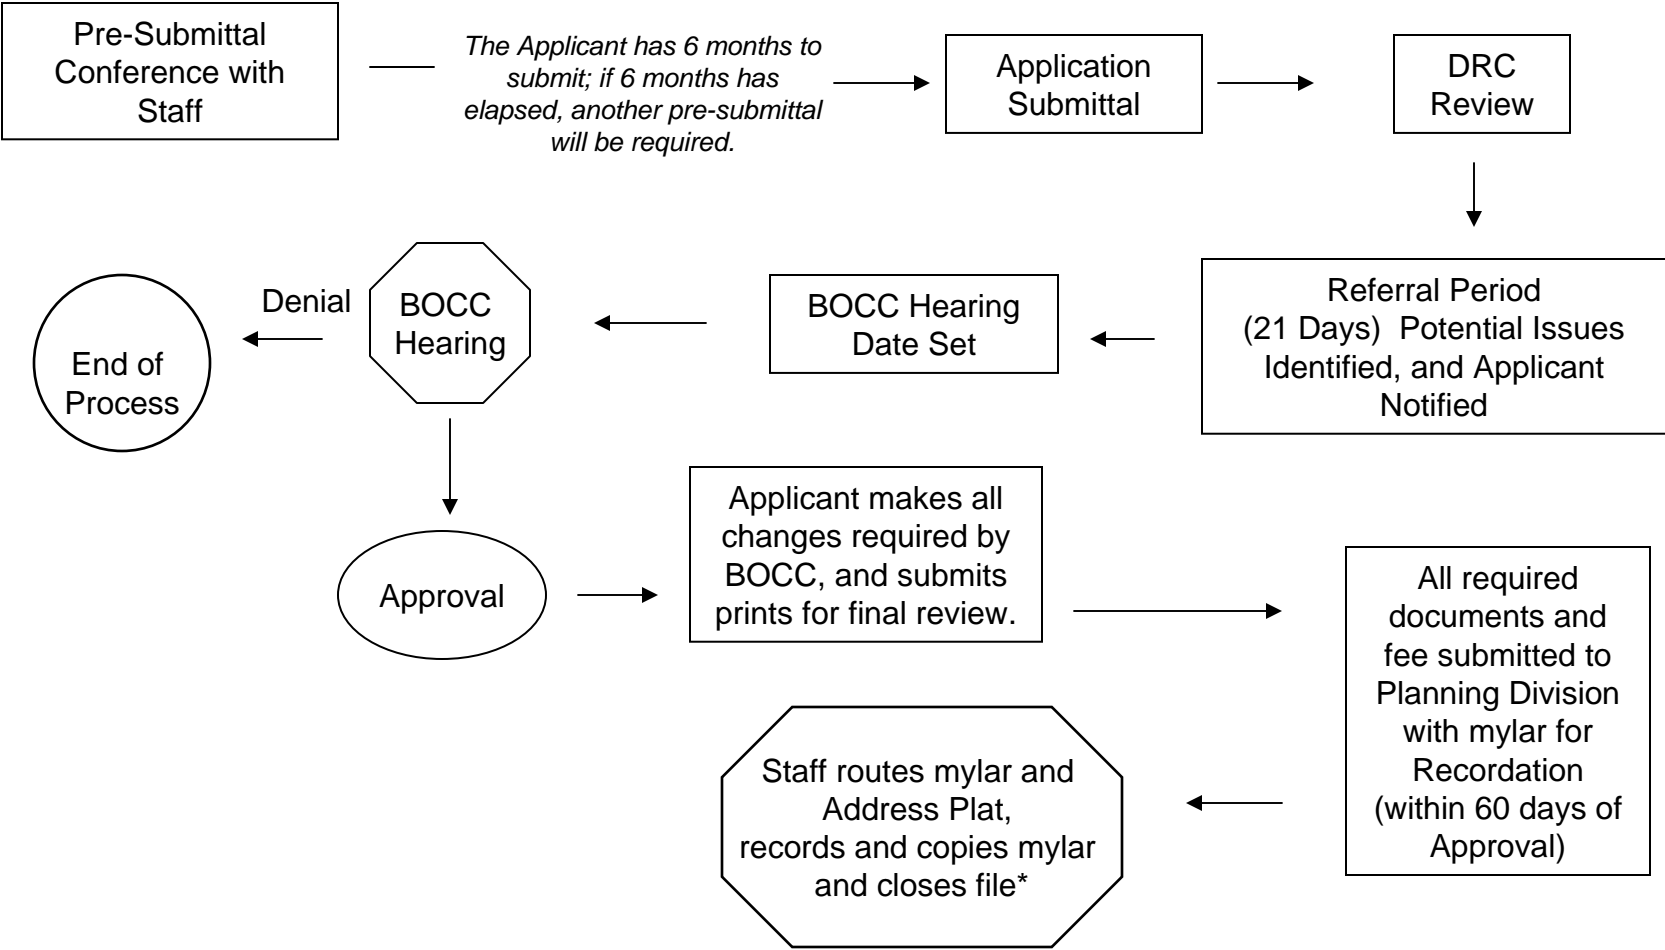 Pre-Submittal
Conference with
Staff
The Applicant has 6 months to
submit; if 6 months has
elapsed, another pre-submittal
will be required.
Application
Submittal
DRC
Review
Referral Period
(21 Days)  Potential Issues
Identified, and Applicant
Notified
BOCC Hearing
Date Set
BOCC
Hearing
Denial
End of
Process
Approval
Applicant makes all
changes required by
BOCC, and submits
prints for final review.
All required
documents and
fee submitted to
Planning Division
with mylar for
Recordation
(within 60 days of
Approval)
Staff routes mylar and
Address Plat,
records and copies mylar
and closes file*